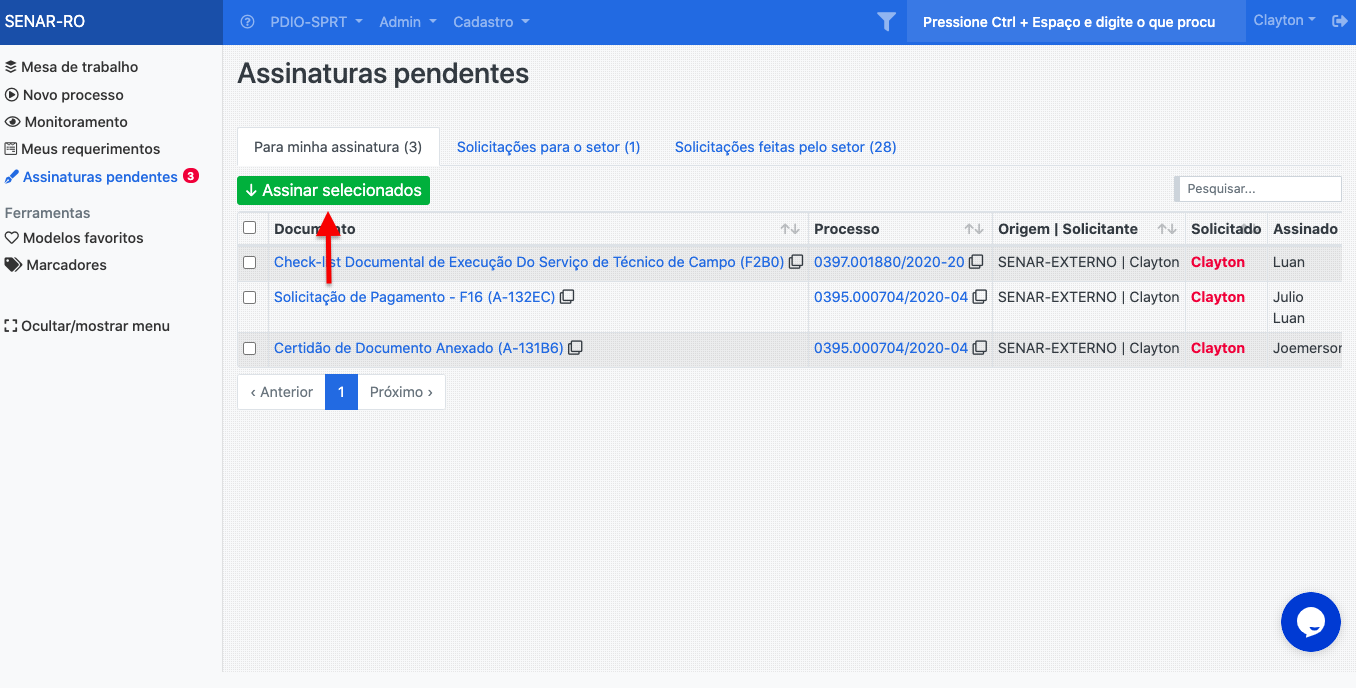 SENAR-RO
PDIO-SPRT Admin Cadastro Pressione Ctrl + Espaço e digite o que procu Clayton
Mesa de trabalho
Novo processo
Monitoramento
Meus requerimentos
Assinaturas pendentes 3
Ferramentas
Modelos favoritos
Marcadores
Ocultar/mostrar menu
Assinaturas pendentes
Para minha assinatura (3) Solicitações para o setor (1) Solicitações feitas pelo setor (28)
Assinar selecionados Pesquisar...
Documento Processo Origem | Solicitante Solicitado Assinado
Check-list Documental de Execução Do Serviço de Técnico de Campo (F2B0) 0397.001880/2020-20 SENAR-EXTERNO | Clayton Clayton Luan
Solicitação de Pagamento - F16 (A-132EC) 0395.000704/2020-04 SENAR-EXTERNO | Clayton Clayton Julio
Luan
Certidão de Documento Anexado (A-131B6) 0395.000704/2020-04 SENAR-EXTERNO | Clayton Clayton Joemerson
‹ Anterior 1 Próximo ›